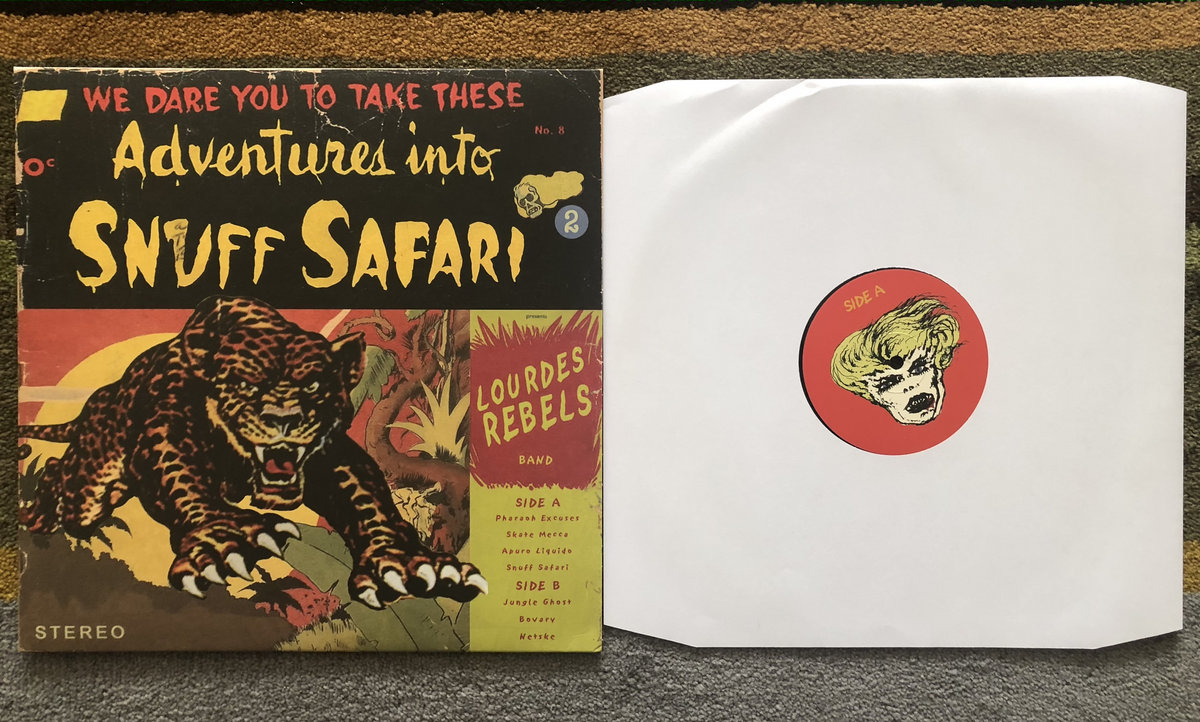 WE DARE YOU TO TAKE THESE
Adventures into
No. 8
0c
2
SNUFF SAFARI
presents
LOURDES
REBELS
BAND
SIDE A
Pharaoh Excuses
Skate Mecca
Apuro Liquido
Snuff Safari
SIDE B
Jungle Ghost
Bovary
Netske
STEREO
SIDE A